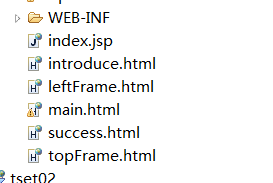 WEB-INF
index.jsp
introduce.html
leftFrame.html
main.html
success.html
topFrame.html
tset02